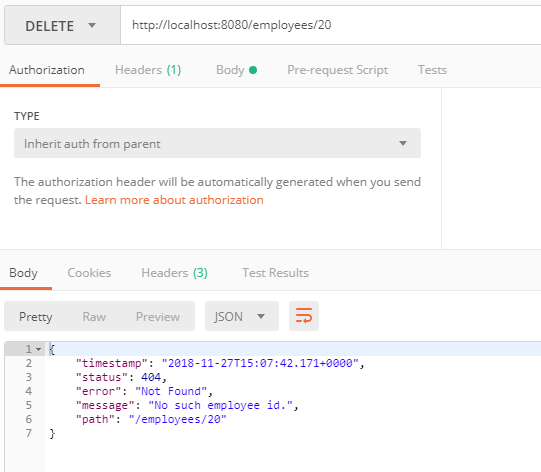 DELETE http://localhost:8080/employees/20
Authorization Headers (1) Body Pre-request Script Tests
TYPE
Inherit auth from parent
The authorization header will be automatically generated when you send
the request. Learn more about authorization
Body Cookies Headers (3) Test Results
Pretty Raw Preview JSON
1 {
2 "timestamp": "2018-11-27T15:07:42.171+0000",
3 "status": 404,
4 "error": "Not Found",
5 "message": "No such employee id.",
6 "path": "/employees/20"
7 }